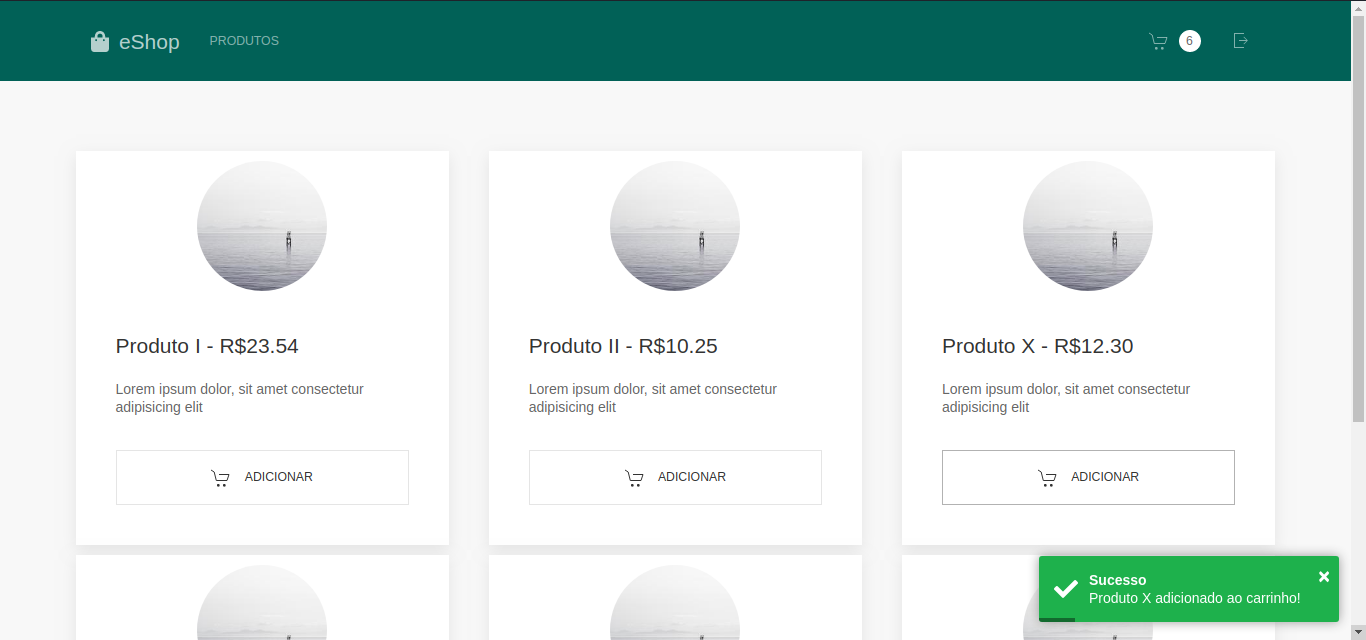 eShop
PRODUTOS
6
Produto I - R$23.54
Lorem ipsum dolor, sit amet consectetur
adipisicing elit
ADICIONAR
Produto II - R$10.25
Lorem ipsum dolor, sit amet consectetur
adipisicing elit
ADICIONAR
Produto X - R$12.30
Lorem ipsum dolor, sit amet consectetur
adipisicing elit
ADICIONAR
Sucesso
Produto X adicionado ao carrinho!